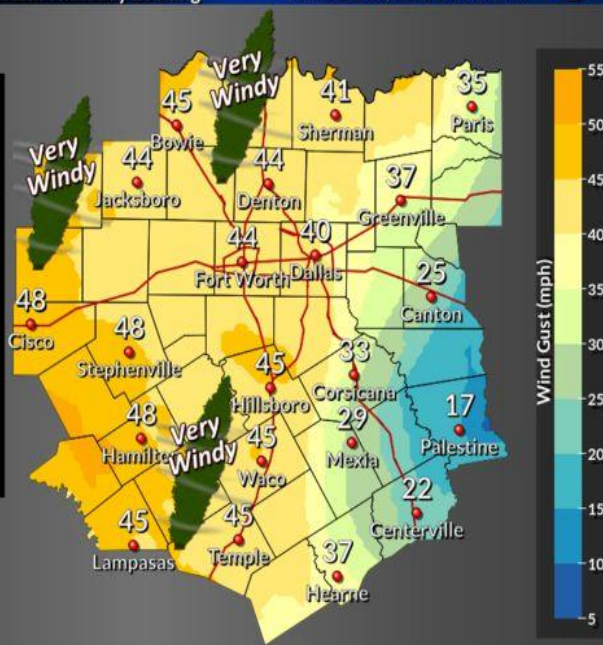 Very
Windy
35
Paris
45
Bowie
41
Sherman
Very
Windy
44
Jacksboro
44
Denton
37
Greenville
44
Fort Worth
40
Dallas
25
Canton
48
Cisco
48
Stephenville
45
Hillsboro
33
Corsicana
48
Hamilton
Very
Windy
45
Waco
29
Mexia
17
Palestine
45
Lampasas
45
Temple
22
Centerville
37
Hearne
Wind Gust (mph)
55
50
45
40
35
30
25
20
15
10
5